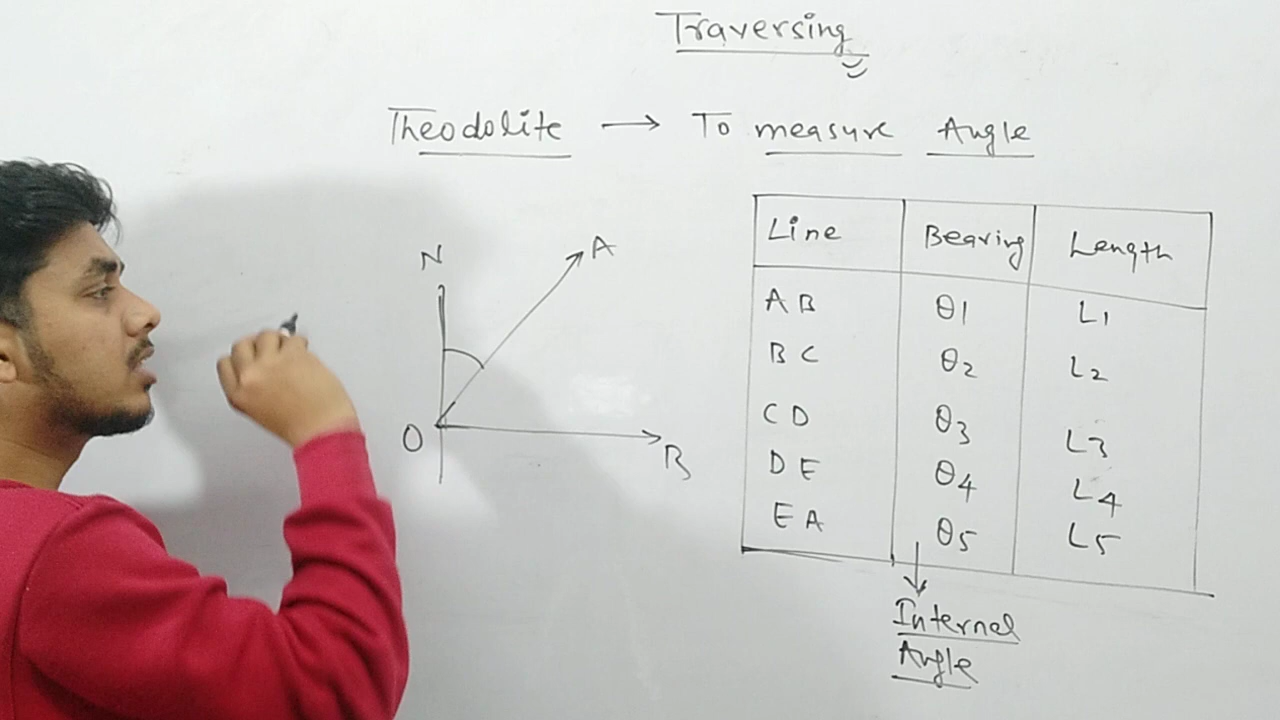 Traversing
Theodolite → To measure Angle
N
A
O
B
Line Bearing Length
AB θ1 L1
BC θ2 L2
CD θ3 L3
DE θ4 L4
EA θ5 L5
Internal
Angle